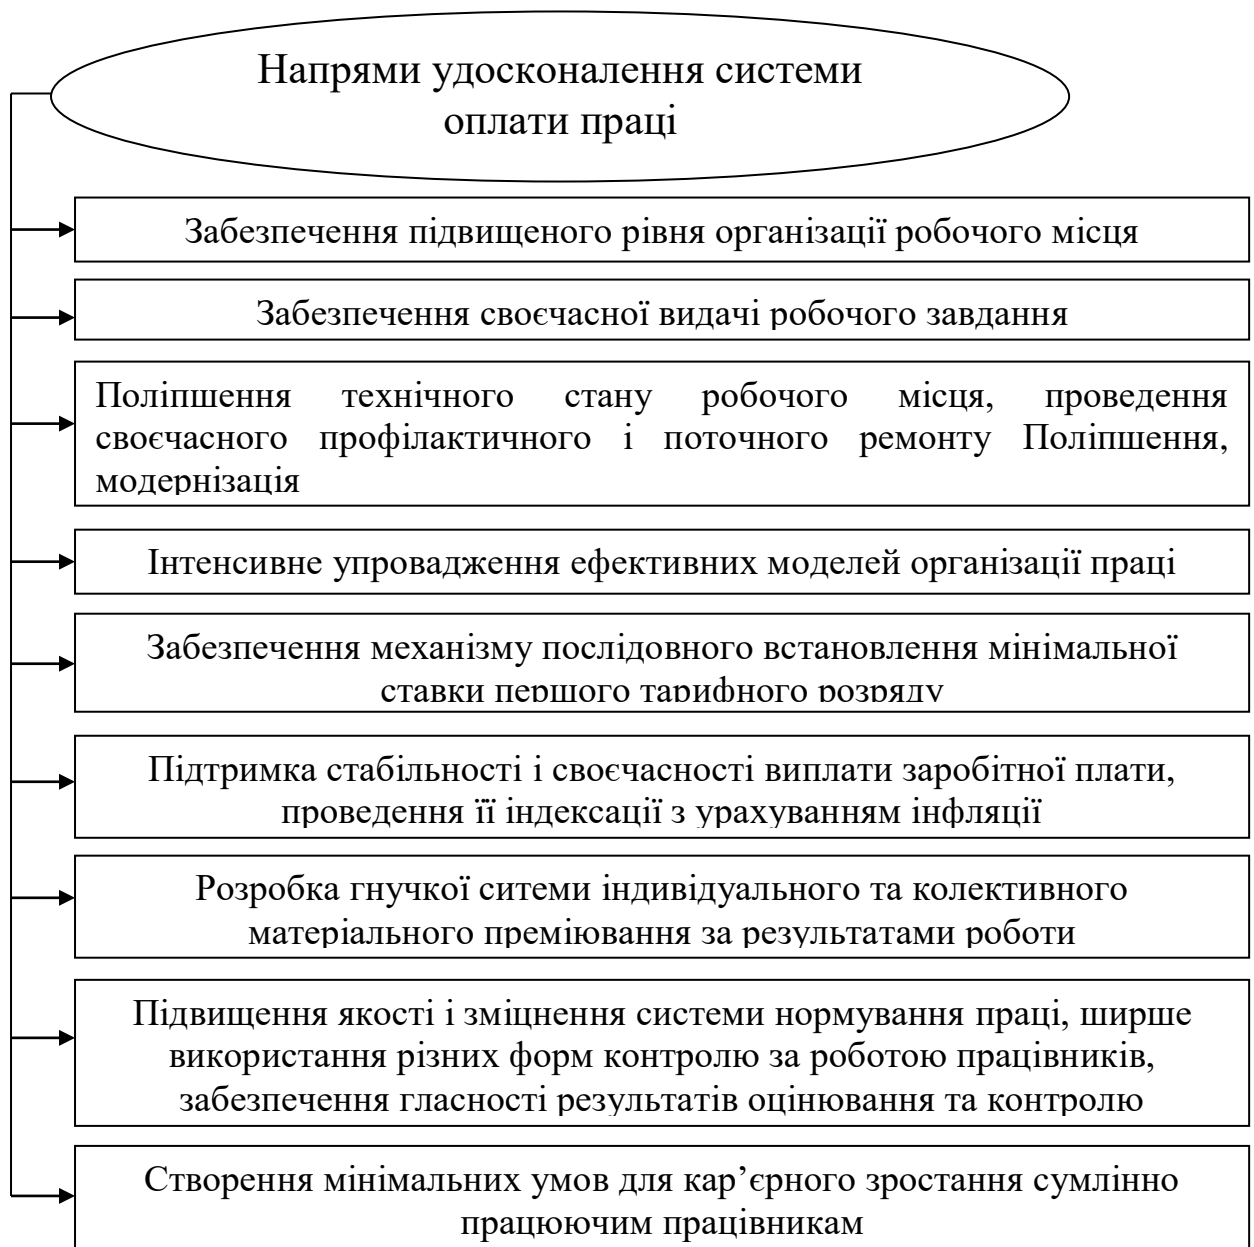 Напрями удосконалення системи
оплати праці
Забезпечення підвищеного рівня організації робочого місця
Забезпечення своєчасної видачі робочого завдання
Поліпшення технічного стану робочого місця, проведення
своєчасного профілактичного і поточного ремонту Поліпшення,
модернізація
Інтенсивне упровадження ефективних моделей організації праці
Забезпечення механізму послідовного встановлення мінімальної
ставки першого тарифного розряду
Підтримка стабільності і своєчасності виплати заробітної плати,
проведення її індексації з урахуванням інфляції
Розробка гнучкої ситеми індивідуального та колективного
матеріального преміювання за результатами роботи
Підвищення якості і зміцнення системи нормування праці, ширше
використання різних форм контролю за роботою працівників,
забезпечення гласності результатів оцінювання та контролю
Створення мінімальних умов для кар’єрного зростання сумлінно
працюючим працівникам